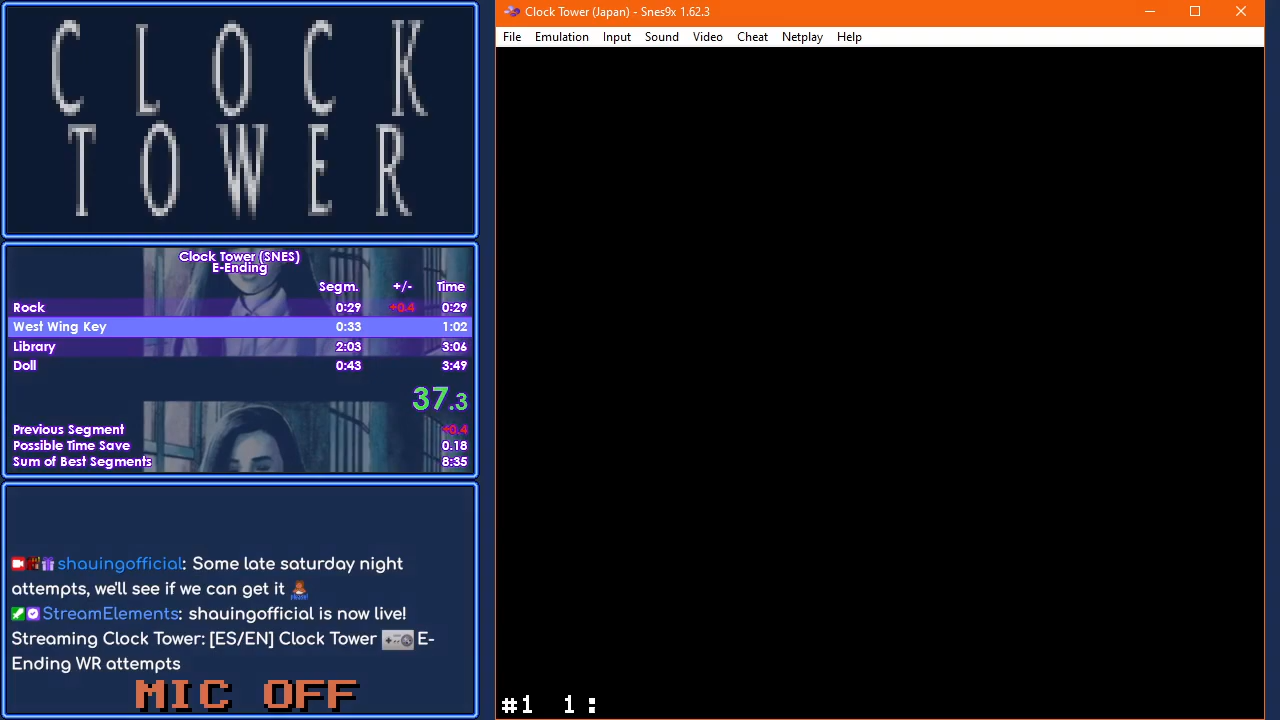 CLOCK
TOWER
Clock Tower (SNES)
E-Ending
Segm. +/- Time
Rock 0:29 +0.4 0:29
West Wing Key 0:33 1:02
Library 2:03 3:06
Doll 0:43 3:49
37.3
Previous Segment +0.4
Possible Time Save 0.18
Sum of Best Segments 8:35
shauingofficial: Some late saturday night
attempts, we'll see if we can get it
StreamElements: shauingofficial is now live!
Streaming Clock Tower: [ES/EN] Clock Tower E-
Ending WR attempts
MIC OFF
Clock Tower (Japan) - Snes9x 1.62.3
File Emulation Input Sound Video Cheat Netplay Help
#1 1 :